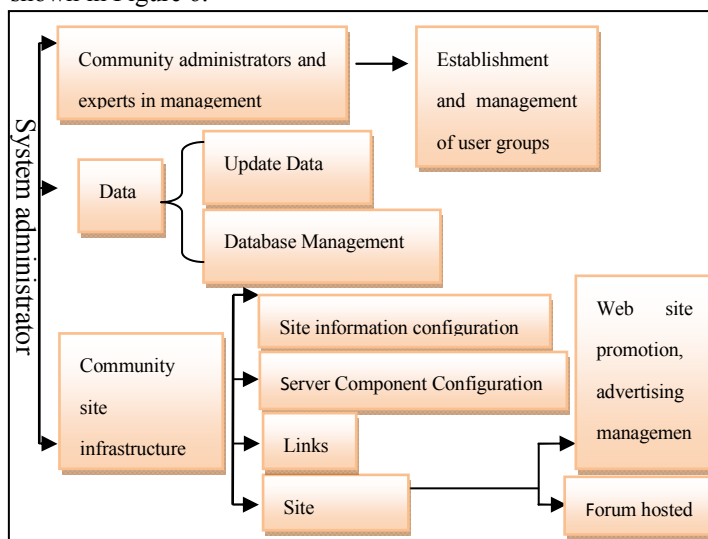 shown in Figure 6.
System administrator
Community administrators and
experts in management
Establishment
and management
of user groups
Data
Update Data
Database Management
Community
site
infrastructure
Site information configuration
Server Component Configuration
Links
Site
Web site
promotion,
advertising
managemen
Forum hosted